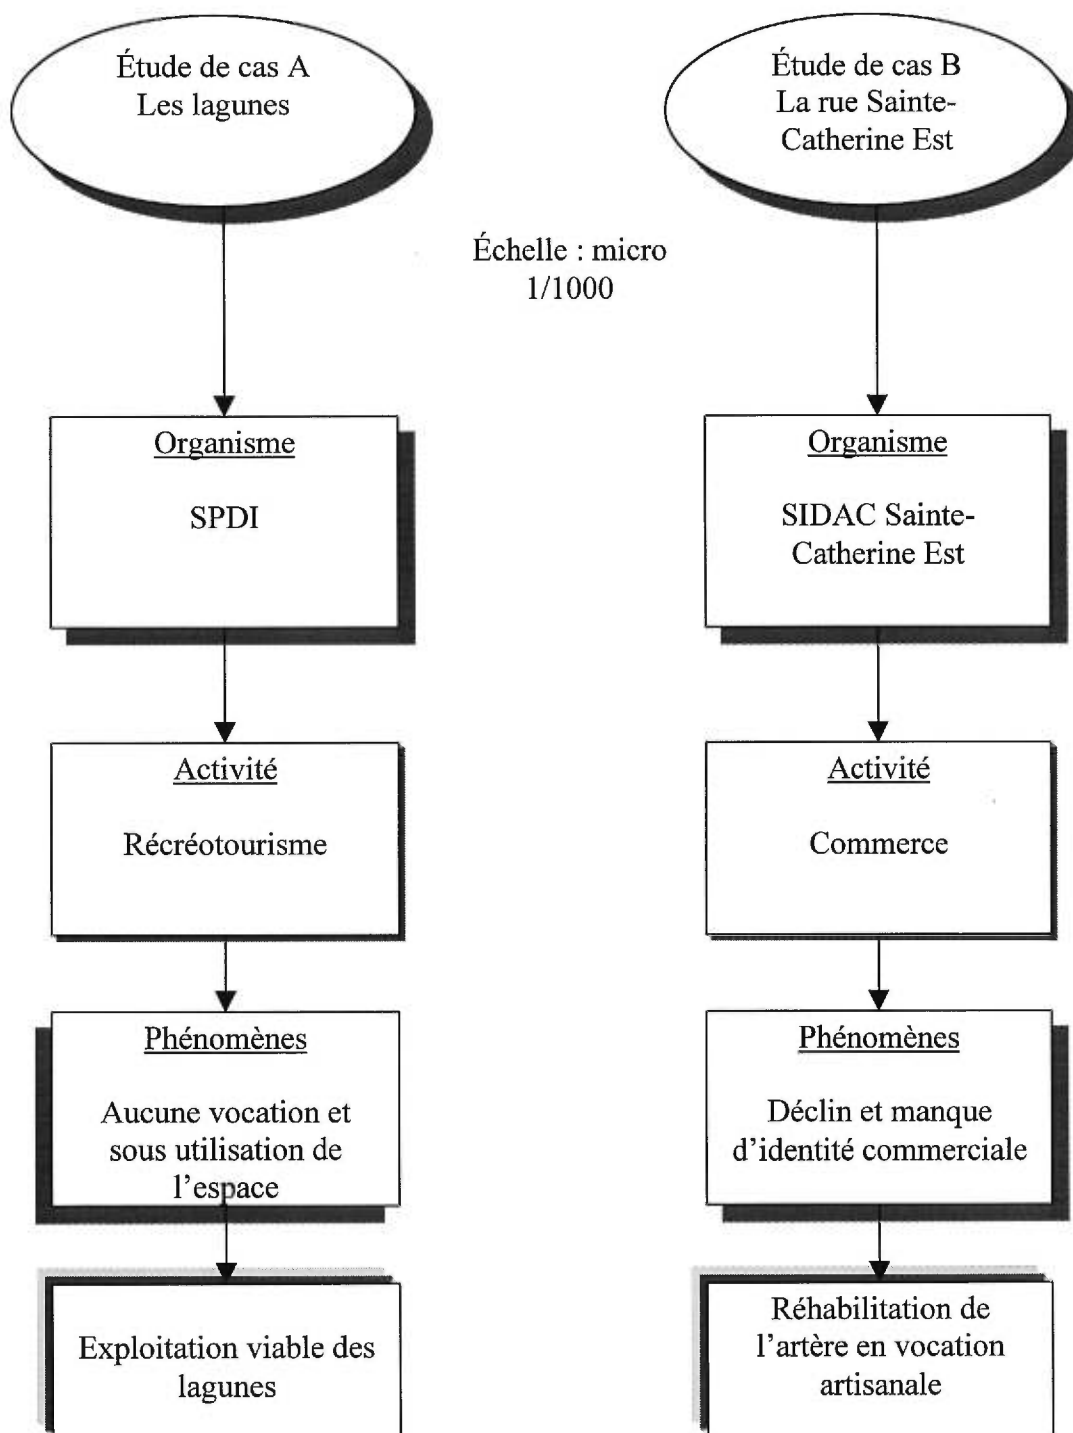 Étude de cas A
Les lagunes
Étude de cas B
La rue Sainte-
Catherine Est
Échelle : micro
1/1000
Organisme
SPDI
Organisme
SIDAC Sainte-
Catherine Est
Activité
Récréotourisme
Activité
Commerce
Phénomènes
Aucune vocation et
sous utilisation de
l’espace
Phénomènes
Déclin et manque
d’identité commerciale
Exploitation viable des
lagunes
Réhabilitation de
l’artère en vocation
artisanale